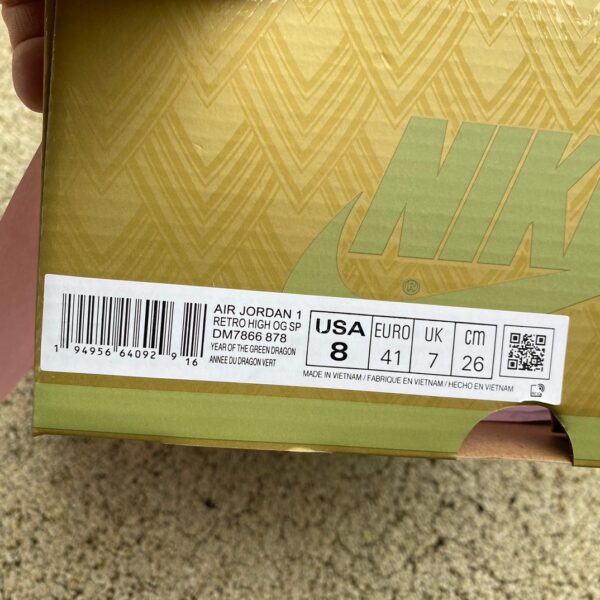 NIK
®
AIR JORDAN 1
RETRO HIGH OG SP
DM7866 878
YEAR OF THE GREEN DRAGON
ANNEE DU DRAGON VERT
1 94956 64092 9 16
USA EURO UK cm
8 41 7 26
MADE IN VIETNAM / FABRIQUE EN VIETNAM / HECHO EN VIETNAM